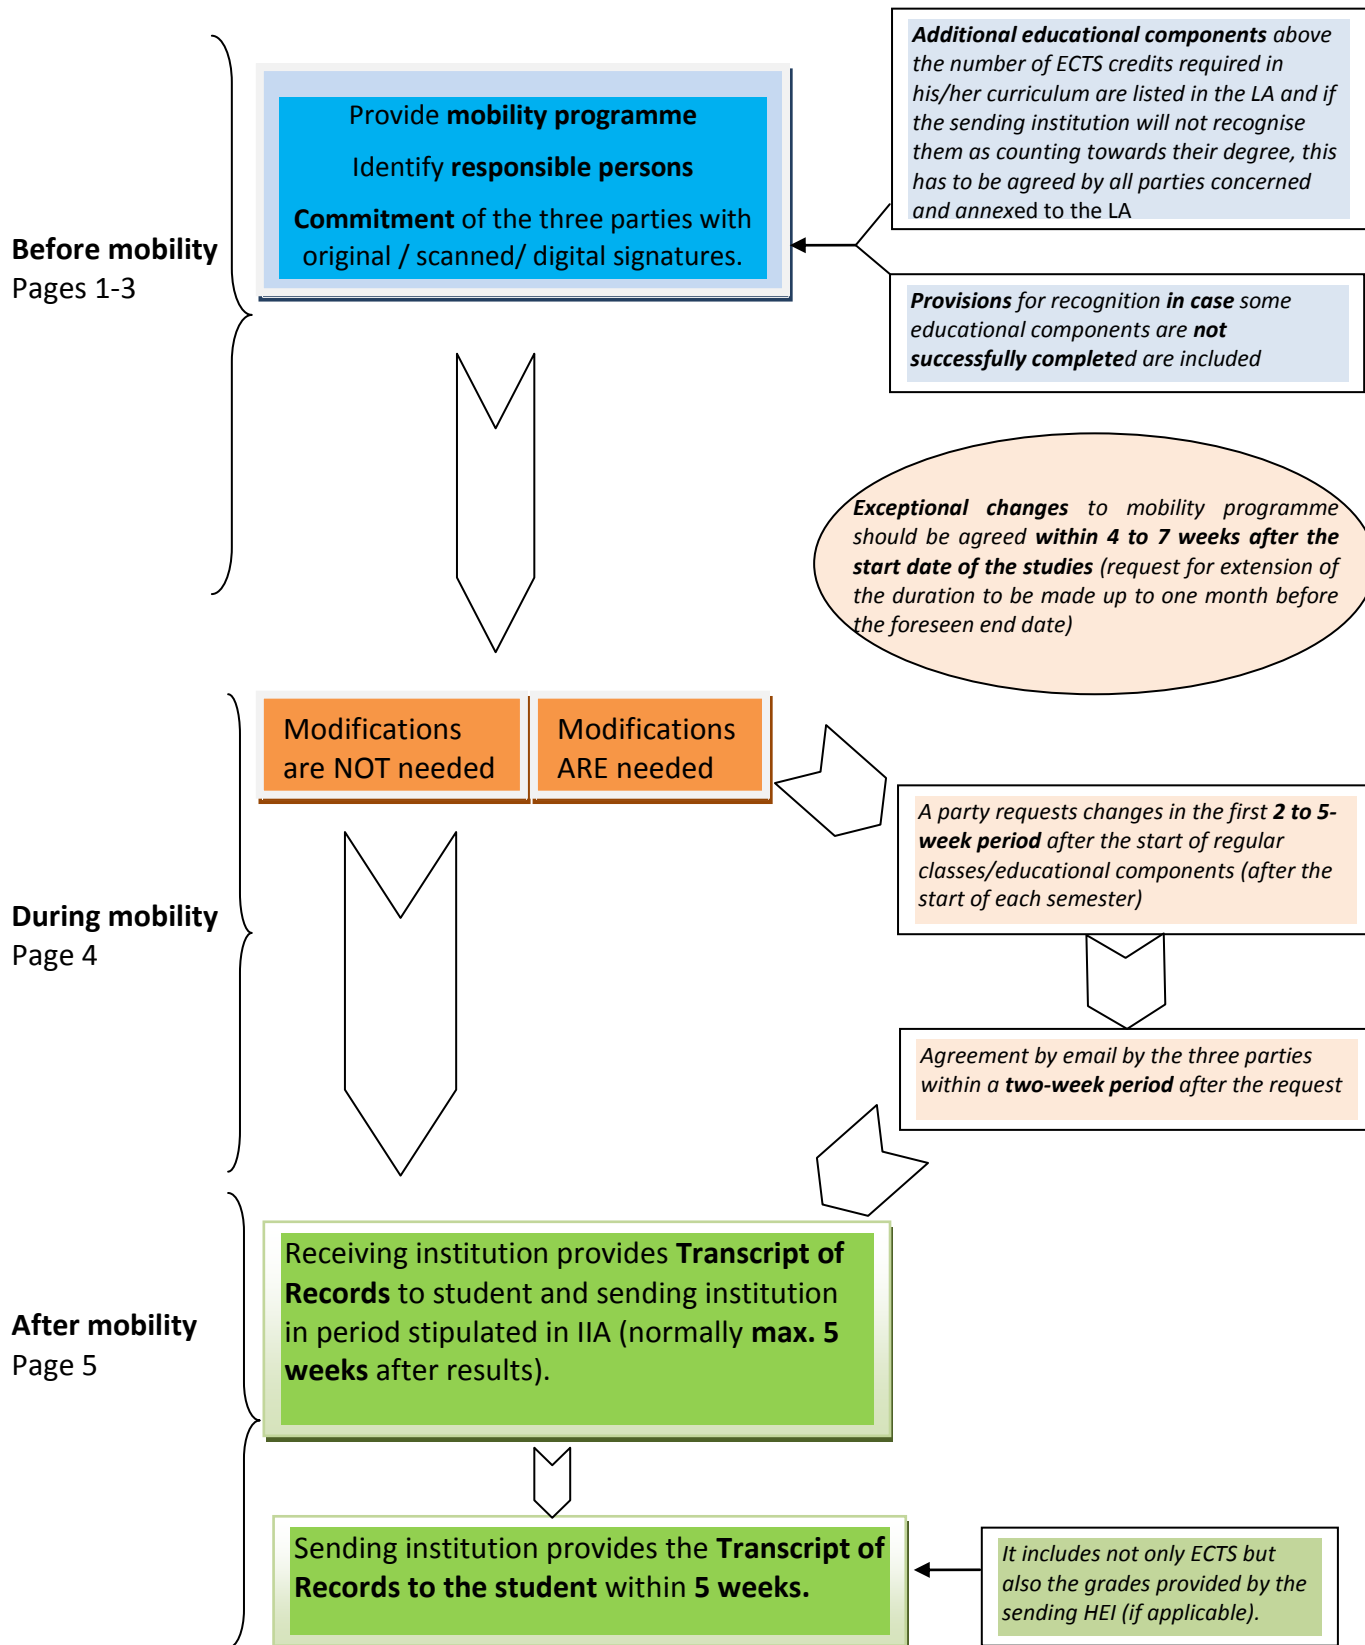 Before mobility
Pages 1-3
Provide mobility programme
Identify responsible persons
Commitment of the three parties with
original / scanned/ digital signatures.
Additional educational components above
the number of ECTS credits required in
his/her curriculum are listed in the LA and if
the sending institution will not recognise
them as counting towards their degree, this
has to be agreed by all parties concerned
and annexed to the LA
Provisions for recognition in case some
educational components are not
successfully completed are included
Exceptional changes to mobility programme
should be agreed within 4 to 7 weeks after the
start date of the studies (request for extension of
the duration to be made up to one month before
the foreseen end date)
During mobility
Page 4
Modifications
are NOT needed
Modifications
ARE needed
A party requests changes in the first 2 to 5-
week period after the start of regular
classes/educational components (after the
start of each semester)
Agreement by email by the three parties
within a two-week period after the request
After mobility
Page 5
Receiving institution provides Transcript of
Records to student and sending institution
in period stipulated in IIA (normally max. 5
weeks after results).
Sending institution provides the Transcript of
Records to the student within 5 weeks.
It includes not only ECTS but
also the grades provided by the
sending HEI (if applicable).